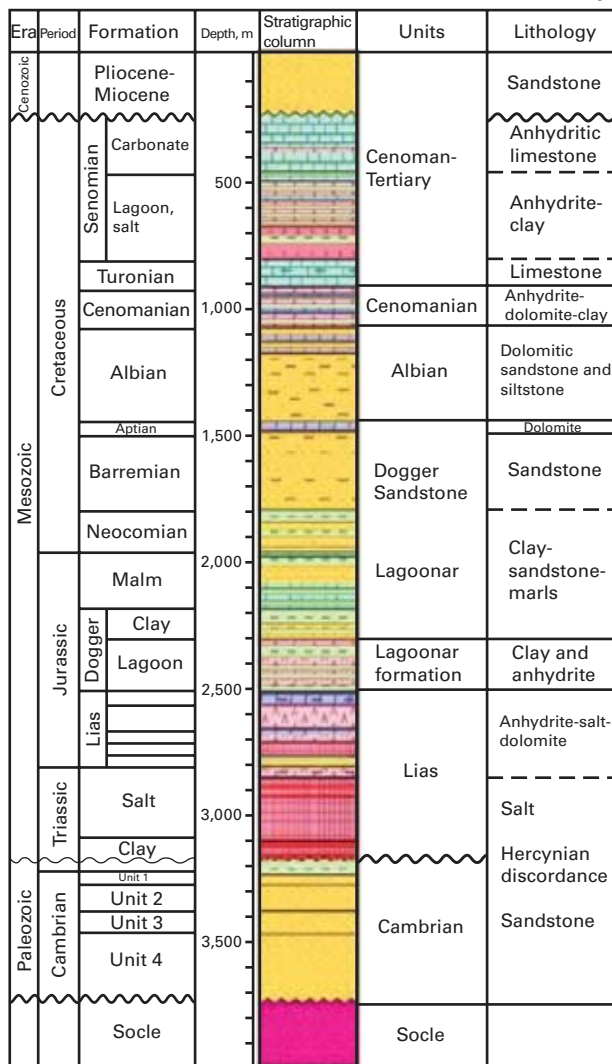 Era Period Formation Depth, m Stratigraphic column Units Lithology
Cenozoic
Pliocene-
Miocene
Sandstone
Mesozoic
Cretaceous
Senomian
Carbonate
Lagoon,
salt
500
Cenoman-
Tertiary
Anhydritic
limestone
Anhydrite-
clay
Turonian
Limestone
Cenomanian
1,000
Cenomanian
Anhydrite-
dolomite-clay
Albian
Albian
Dolomitic
sandstone and
siltstone
Aptian
Dolomite
1,500
Barremian
Dogger
Sandstone
Sandstone
Neocomian
2,000
Lagoonar
Clay-
sandstone-
marls
Jurassic
Malm
Dogger
Clay
Lagoon
Lagoonar
formation
Clay and
anhydrite
2,500
Lias
Lias
Anhydrite-salt-
dolomite
Triassic
Salt
3,000
Salt
Clay
Hercynian
discordance
Paleozoic
Cambrian
Unit 1
Unit 2
Unit 3
Unit 4
3,500
Cambrian
Sandstone
Socle
Socle